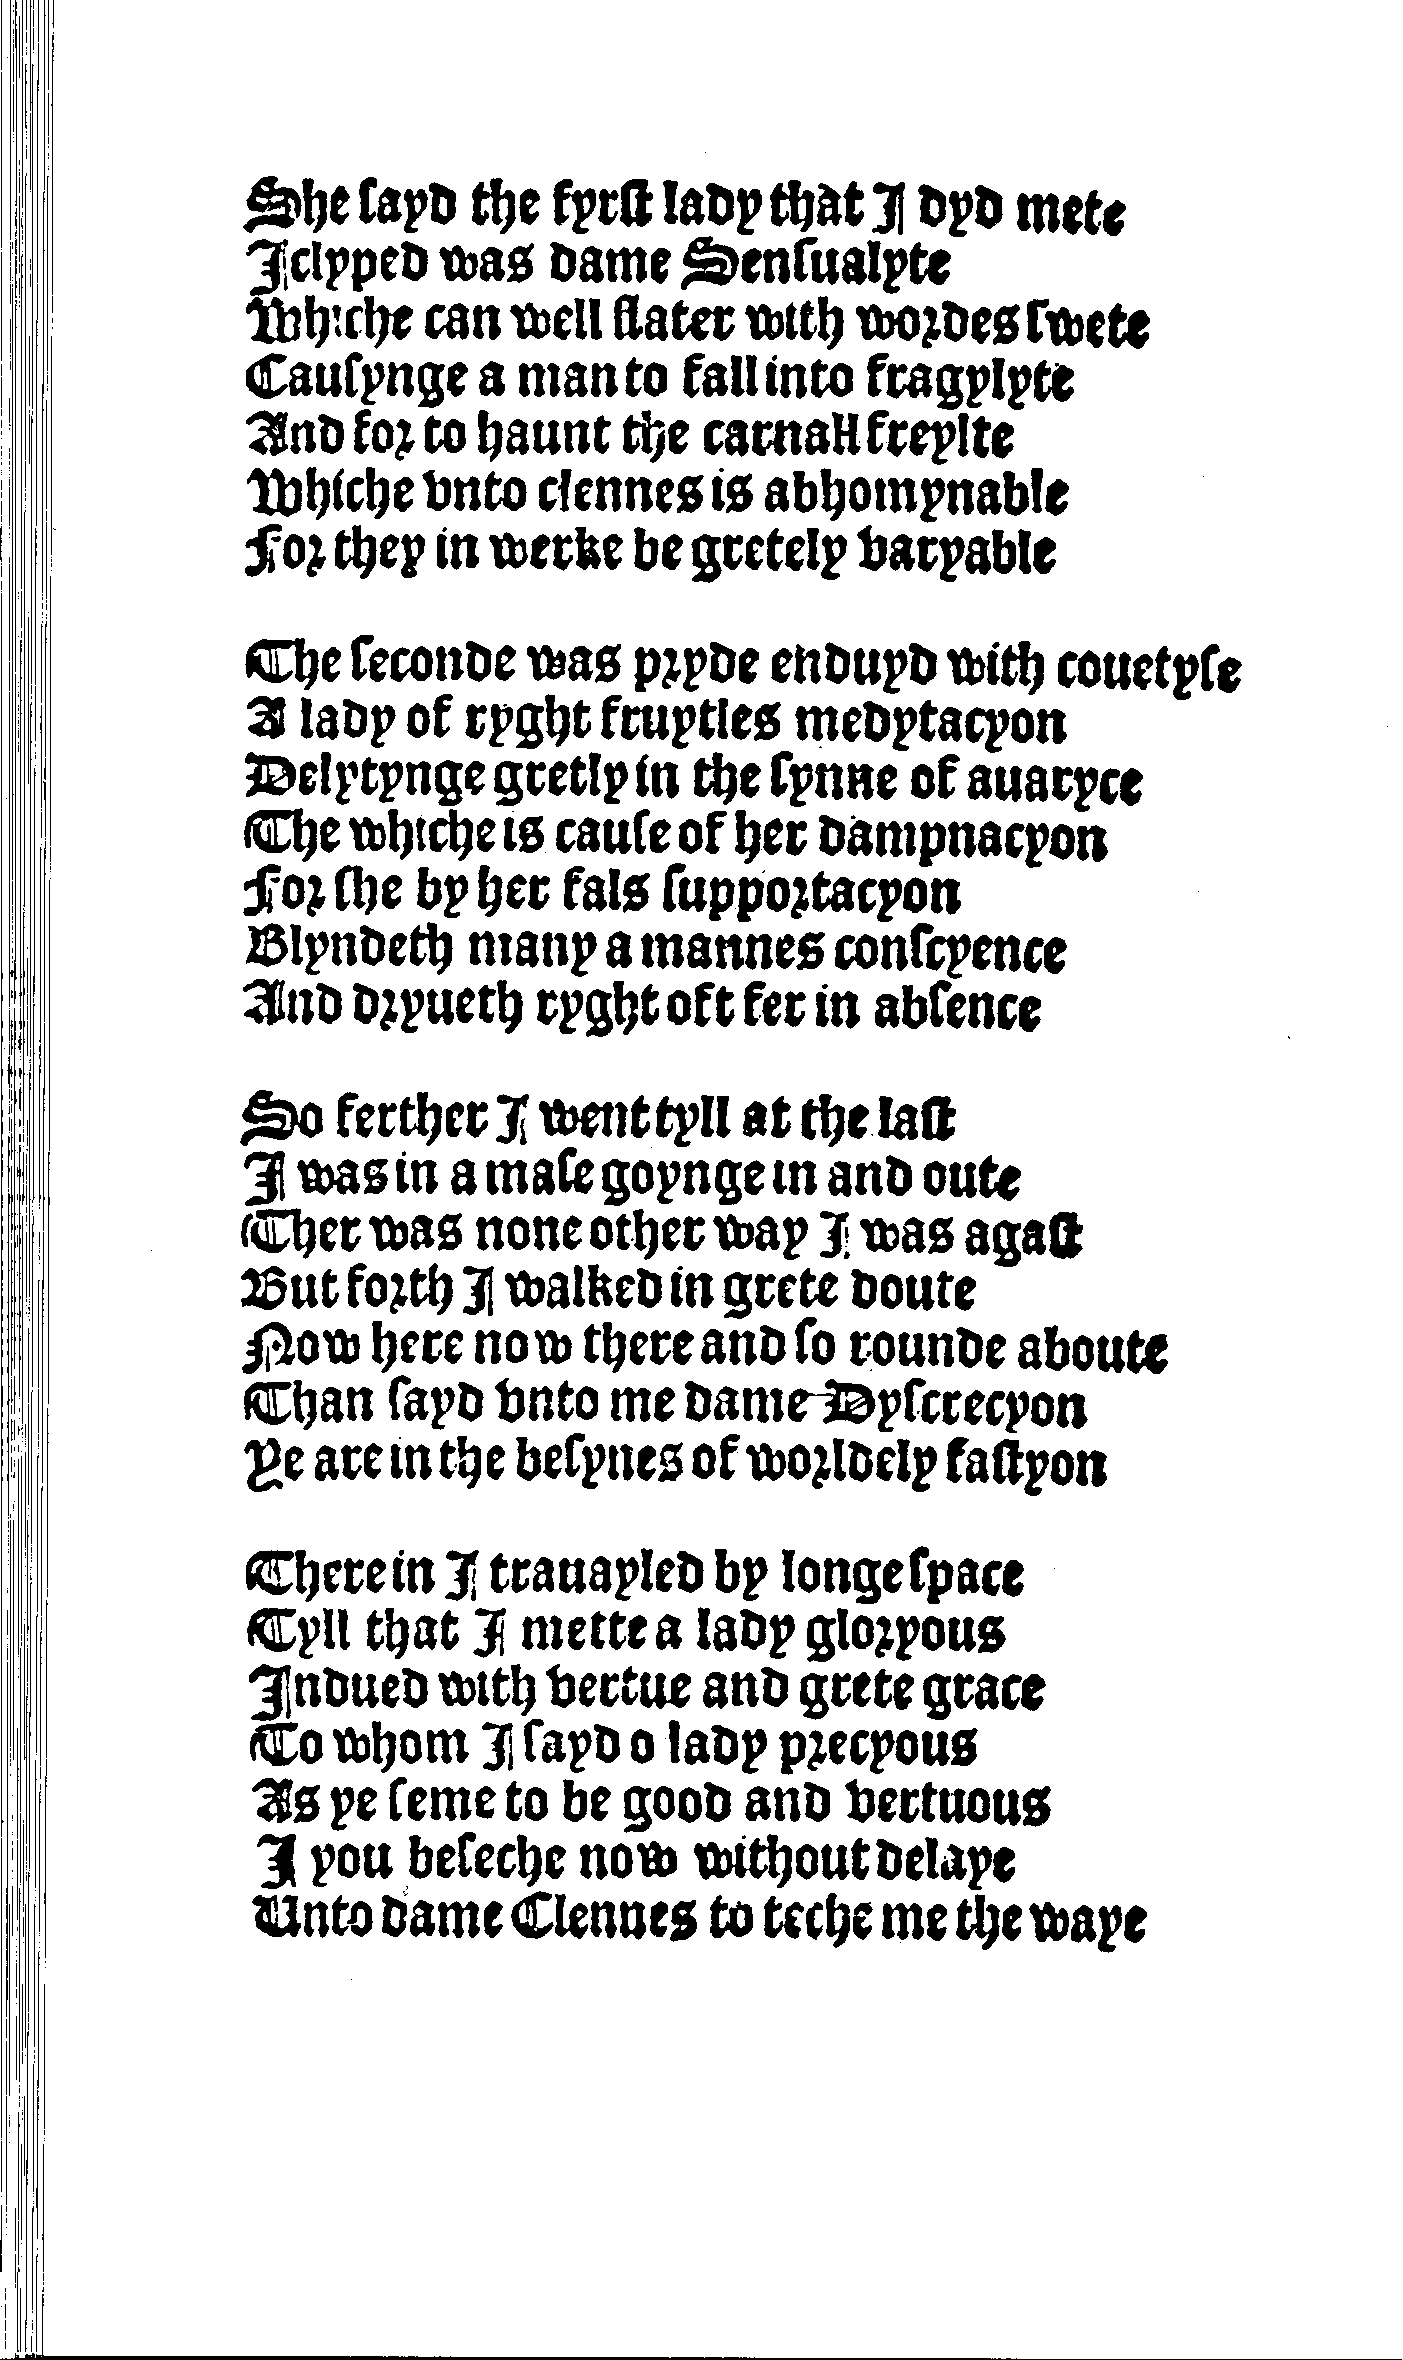 She ſayd the fyrſt lady that I dyd mete
Iclypped was dame Senſualyte
Whiche can well flater with wordes ſwete
Cauſynge a man to fall into fragylyte
And for to haunt the carnall freylte
Whiche vnto clennes is abhomynable
For they in werke be gretely varyable
The ſeconde was pryde enduyd with couetyſe
A lady of ryght fruytles medytacyon
Delytynge gretly in the ſynne of auaryce
The whiche is cauſe of her dampnacyon
For ſhe by her fals ſupportacyon
Blyndeth many a mannes conſcyence
And dryueth ryght oft fer in abſence
So ferther I went tyll at the laſt
I was in a maſe goynge in and oute
Ther was none other way I was agaſt
But forth I walked in grete doute
Now here now there and ſo rounde aboute
Than ſayd vnto me dame Dyſcrecyon
Ye are in the beſynes of worldely faſtyon
Therein I trauayled by longe ſpace
Tyll that I mette a lady gloryous
Indued with vertue and grete grace
To whom I ſayd o lady precyous
As ye ſeme to be good and vertuous
I you beſeche now without delaye
Unto dame Clennes to teche me the waye